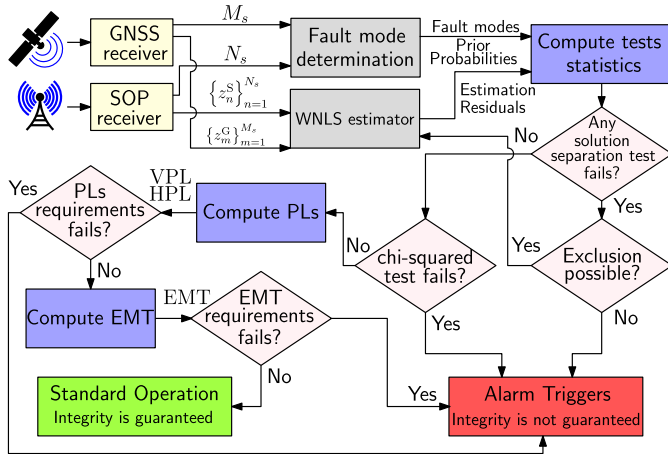 GNSS
receiver
SOP
receiver
M_s
N_s
{z_n^S}_{n=1}^{N_s}
{z_m^G}_{m=1}^{M_s}
Fault mode
determination
WNLS estimator
Fault modes
Prior
Probabilities
Estimation
Residuals
Compute tests
statistics
Any
solution
separation test
fails?
No
Yes
Exclusion
possible?
Yes
No
chi-squared
test fails?
No
Yes
Compute PLs
VPL
HPL
PLs
requirements
fails?
Yes
No
Compute EMT
EMT
EMT
requirements
fails?
No
Yes
Standard Operation
Integrity is guaranteed
Alarm Triggers
Integrity is not guaranteed